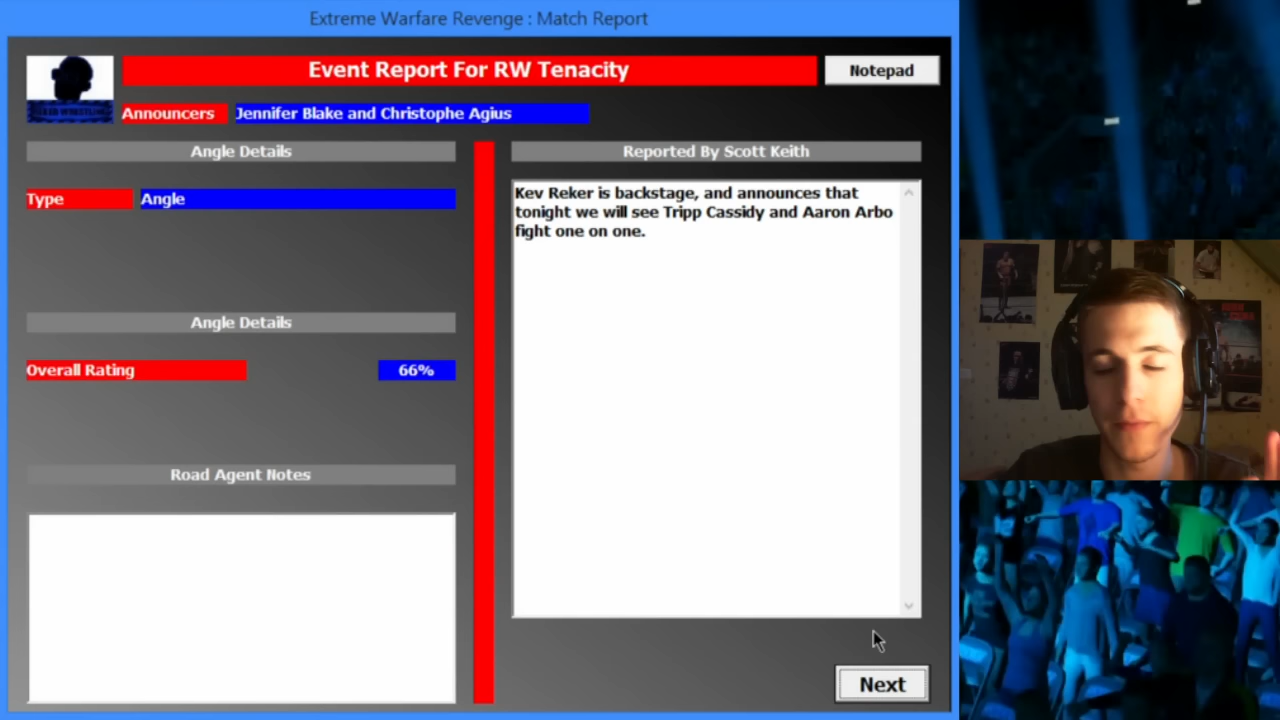 Extreme Warfare Revenge : Match Report
Event Report For RW Tenacity
Notepad
Announcers
Jennifer Blake and Christophe Agius
Angle Details
Reported By Scott Keith
Type
Angle
Kev Reker is backstage, and announces that
tonight we will see Tripp Cassidy and Aaron Arbo
fight one on one.
Angle Details
Overall Rating
66%
Road Agent Notes
Next